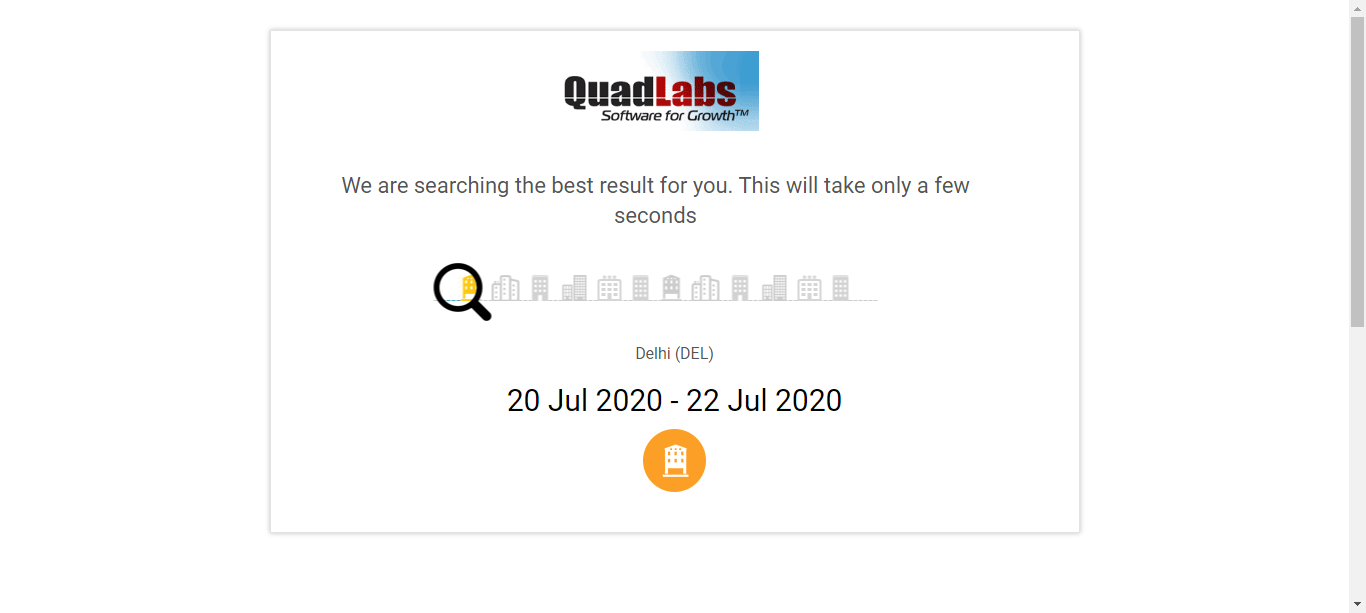 QuadLabs
Software for Growth™
We are searching the best result for you. This will take only a few
seconds
Delhi (DEL)
20 Jul 2020 - 22 Jul 2020